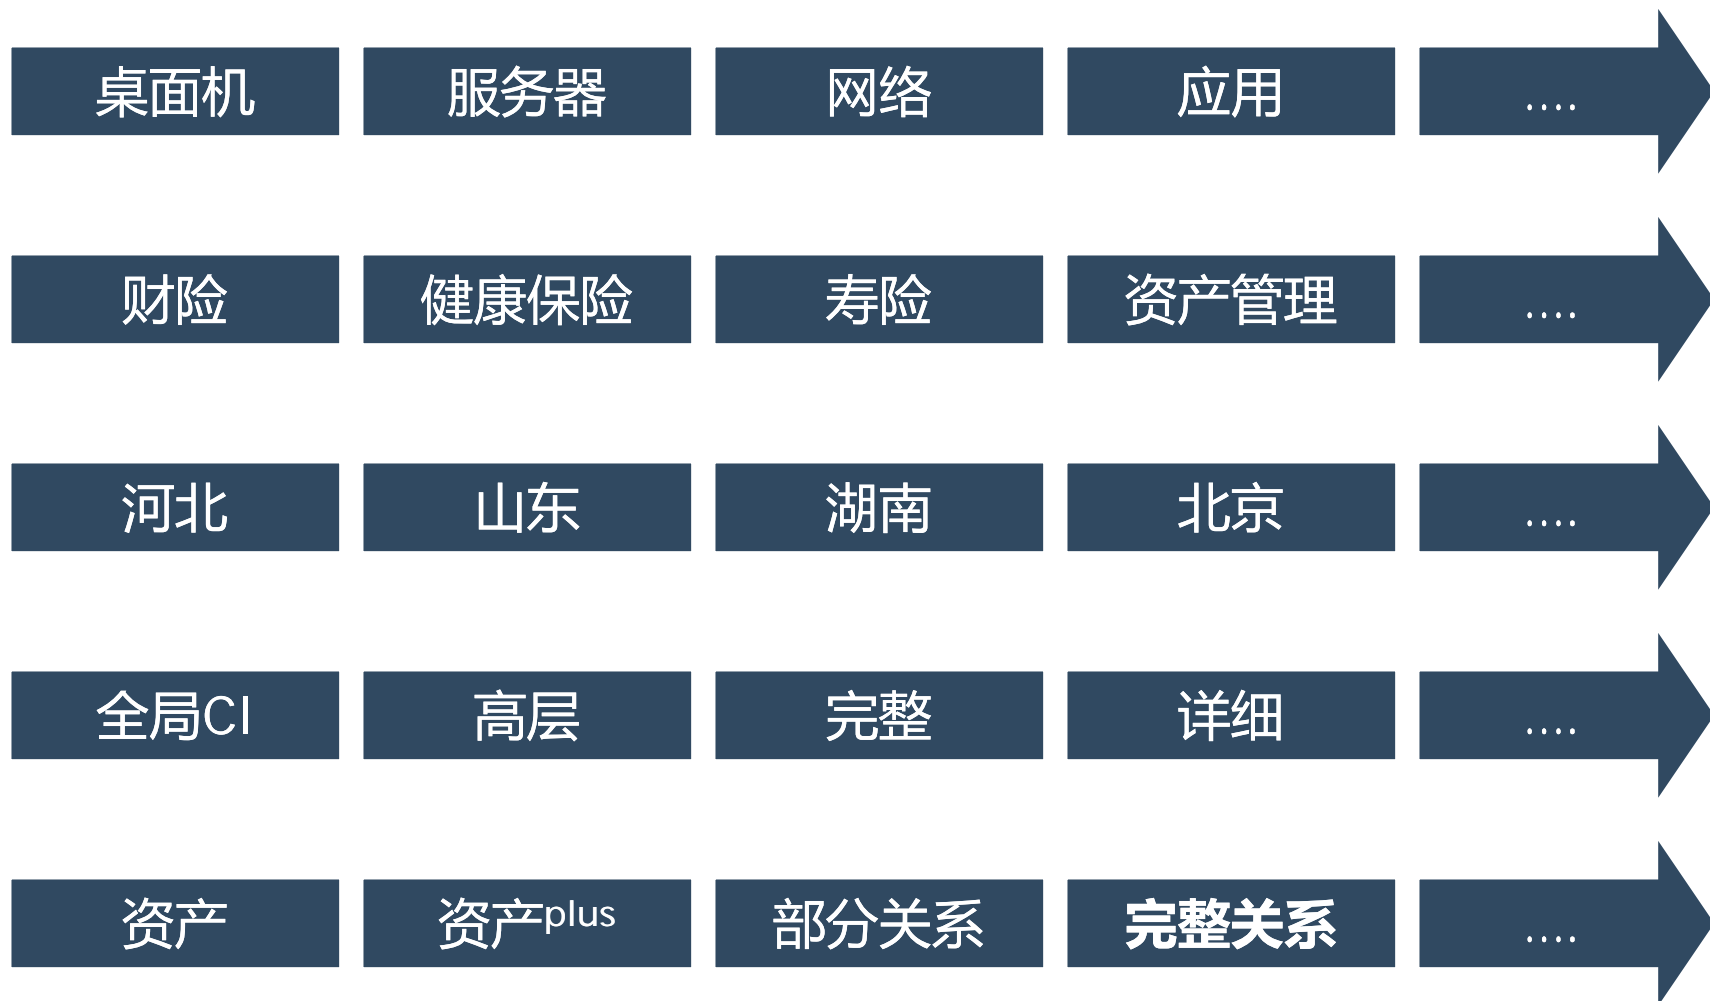 桌面机 服务器 网络 应用 ....
财险 健康保险 寿险 资产管理 ....
河北 山东 湖南 北京 ....
全局CI 高层 完整 详细 ....
资产 资产plus 部分关系 完整关系 ....